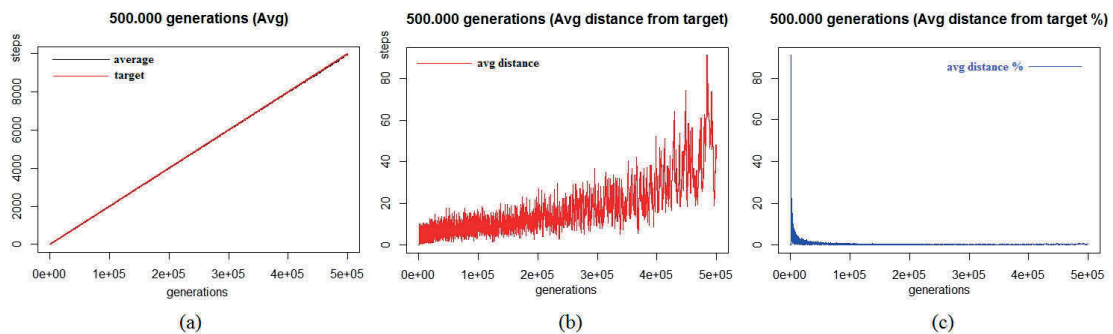 500.000 generations (Avg)
steps
average
target
0
2000
4000
6000
8000
0e+00
1e+05
2e+05
3e+05
4e+05
5e+05
generations
(a)
500.000 generations (Avg distance from target)
steps
avg distance
0
20
40
60
80
0e+00
1e+05
2e+05
3e+05
4e+05
5e+05
generations
(b)
500.000 generations (Avg distance from target %)
avg distance %
0
20
40
60
80
0e+00
1e+05
2e+05
3e+05
4e+05
5e+05
generations
(c)